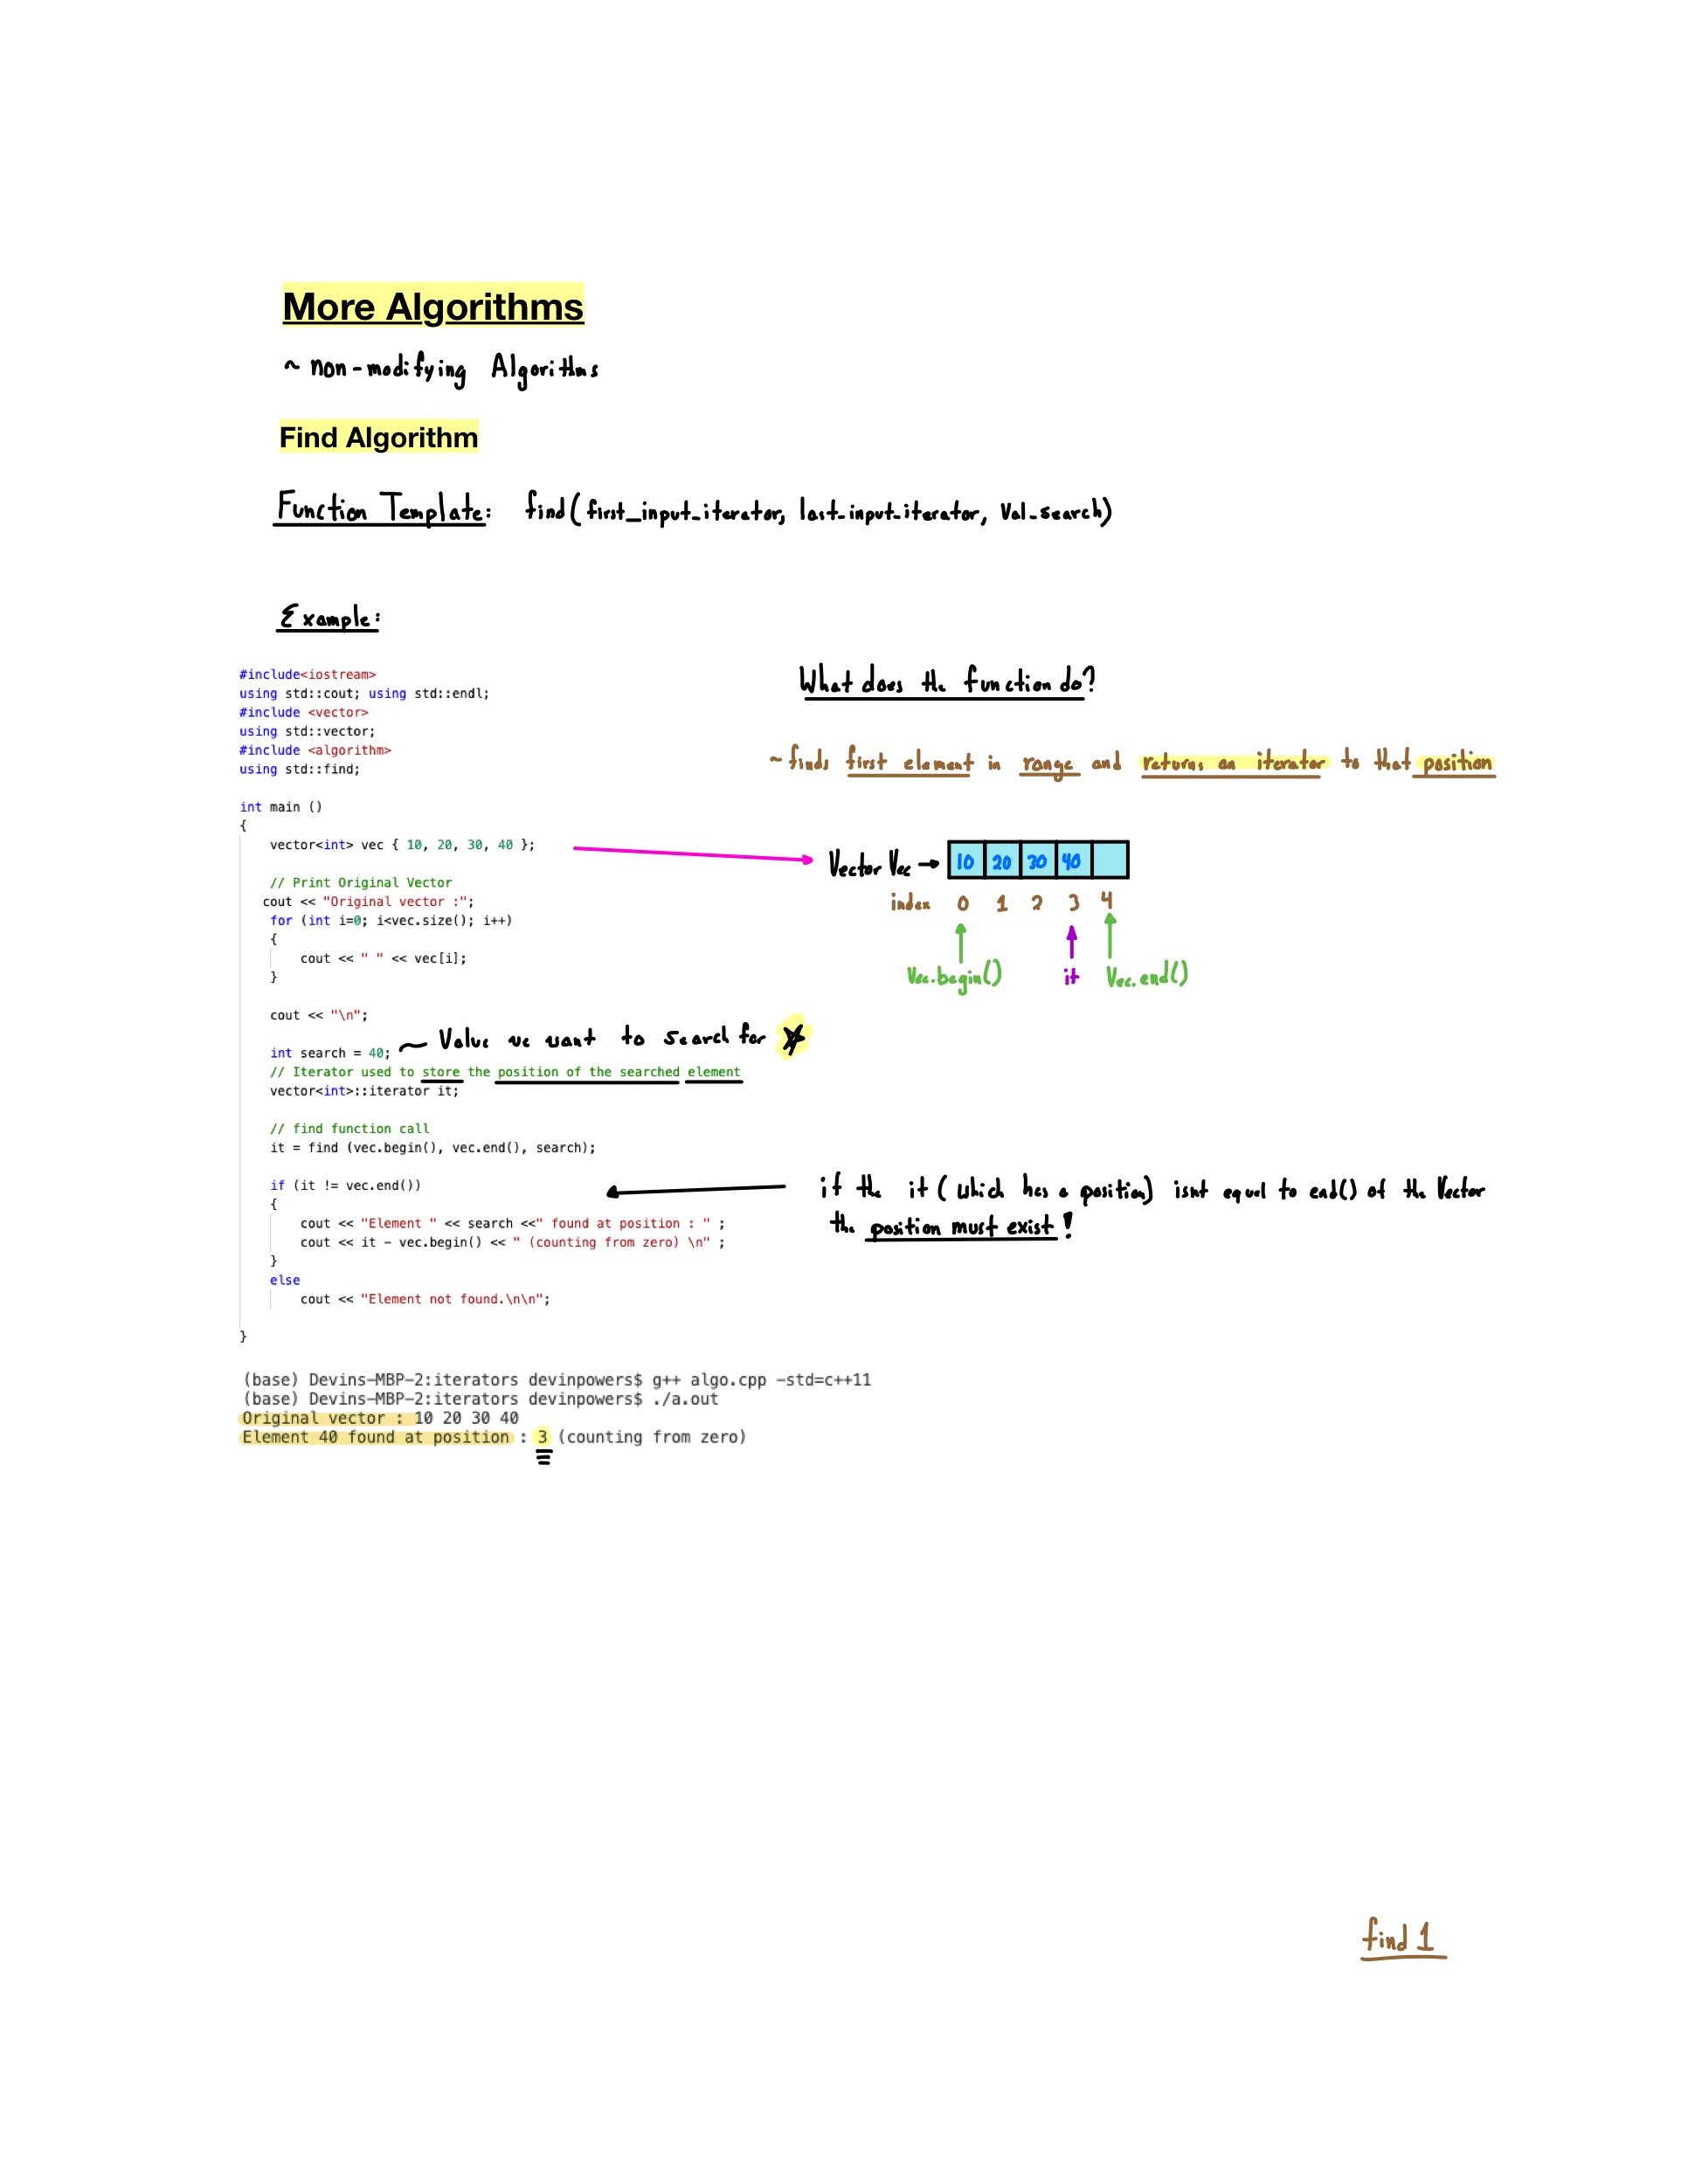 More Algorithms
~ non-modifying Algorithms
Find Algorithm
Function Template: find(first_input_iterator, last_input_iterator, Val_search)
Example:
#include<iostream>
using std::cout; using std::endl;
#include <vector>
using std::vector;
#include <algorithm>
using std::find;
int main ()
{
vector<int> vec { 10, 20, 30, 40 };
// Print Original Vector
cout << "Original vector :";
for (int i=0; i<vec.size(); i++)
{
cout << " " << vec[i];
}
cout << "\n";
int search = 40; ~ Value we want to search for
// Iterator used to store the position of the searched element
vector<int>::iterator it;
// find function call
it = find (vec.begin(), vec.end(), search);
if (it != vec.end())
{
cout << "Element " << search <<" found at position : " ;
cout << it - vec.begin() << " (counting from zero) \n" ;
}
else
cout << "Element not found.\n\n";
}
What does the function do?
~ finds first element in range and returns an iterator to that position
Vector Vec → 10 20 30 40
index 0 1 2 3 4
Vec.begin() it Vec.end()
if the it ( which has a position) isnt equal to end() of the Vector
the position must exist!
(base) Devins-MBP-2:iterators devinpowers$ g++ algo.cpp -std=c++11
(base) Devins-MBP-2:iterators devinpowers$ ./a.out
Original vector : 10 20 30 40
Element 40 found at position : 3 (counting from zero)
find 1